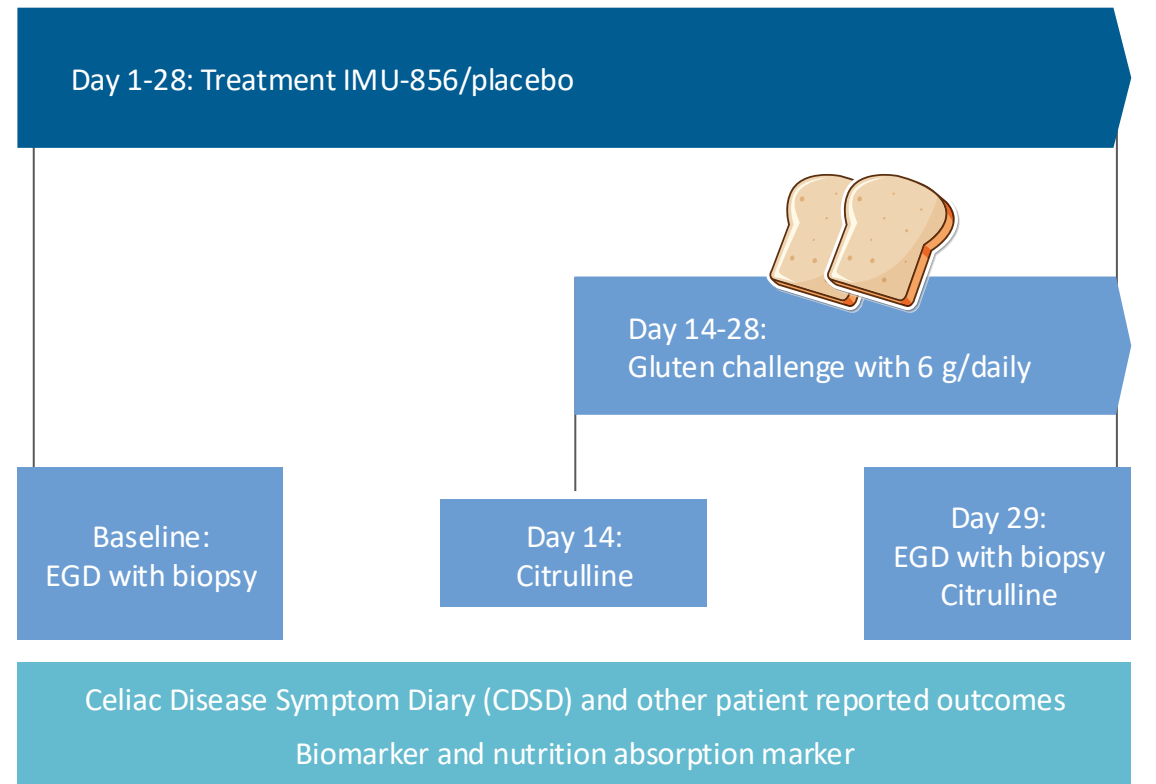 Day 1-28: Treatment IMU-856/placebo
Day 14-28:
Gluten challenge with 6 g/daily
Baseline:
EGD with biopsy
Day 14:
Citrulline
Day 29:
EGD with biopsy
Citrulline
Celiac Disease Symptom Diary (CDSD) and other patient reported outcomes
Biomarker and nutrition absorption marker